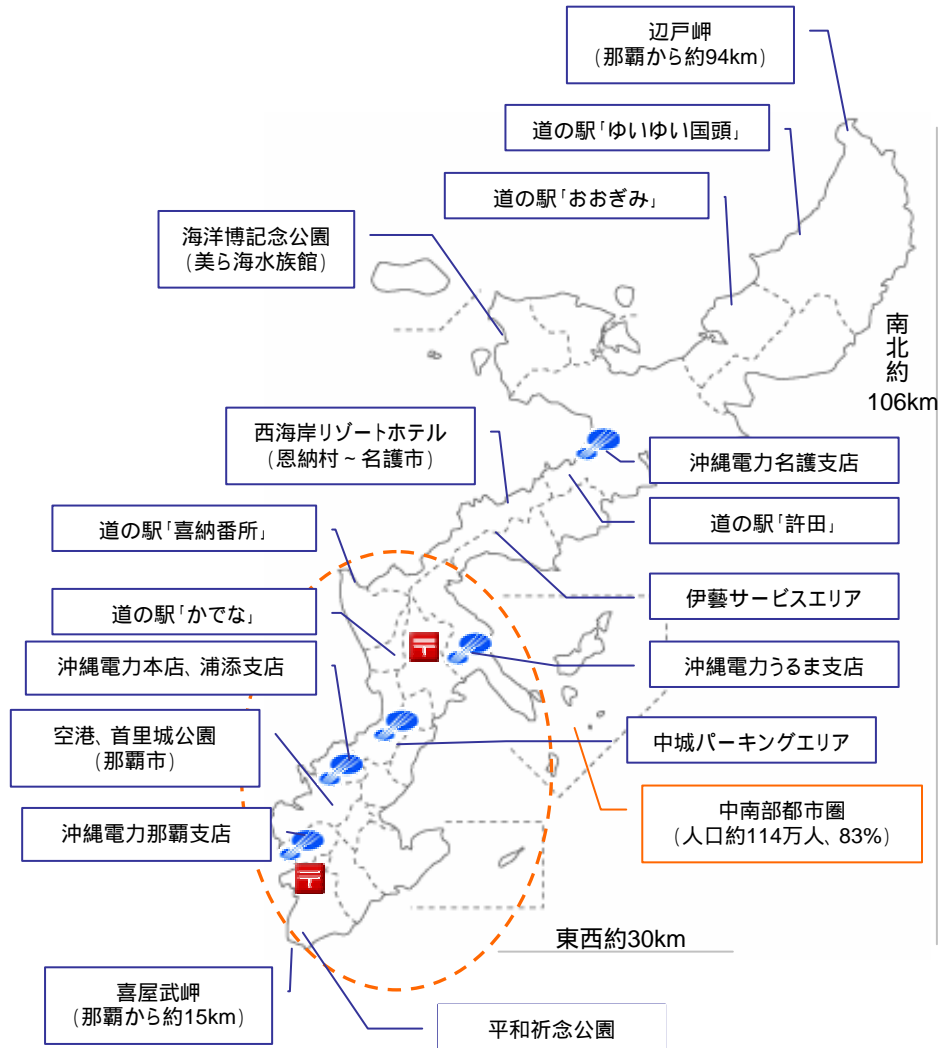 辺戸岬
(那覇から約94km)
道の駅「ゆいゆい国頭」
道の駅「おおぎみ」
海洋博記念公園
(美ら海水族館)
南北約
106km
西海岸リゾートホテル
(恩納村~名護市)
沖縄電力名護支店
道の駅「許田」
道の駅「喜納番所」
伊藝サービスエリア
道の駅「かでな」
沖縄電力本店、浦添支店
沖縄電力うるま支店
空港、首里城公園
(那覇市)
中城パーキングエリア
中南部都市圏
(人口約114万人、83%)
沖縄電力那覇支店
東西約30km
喜屋武岬
(那覇から約15km)
平和祈念公園